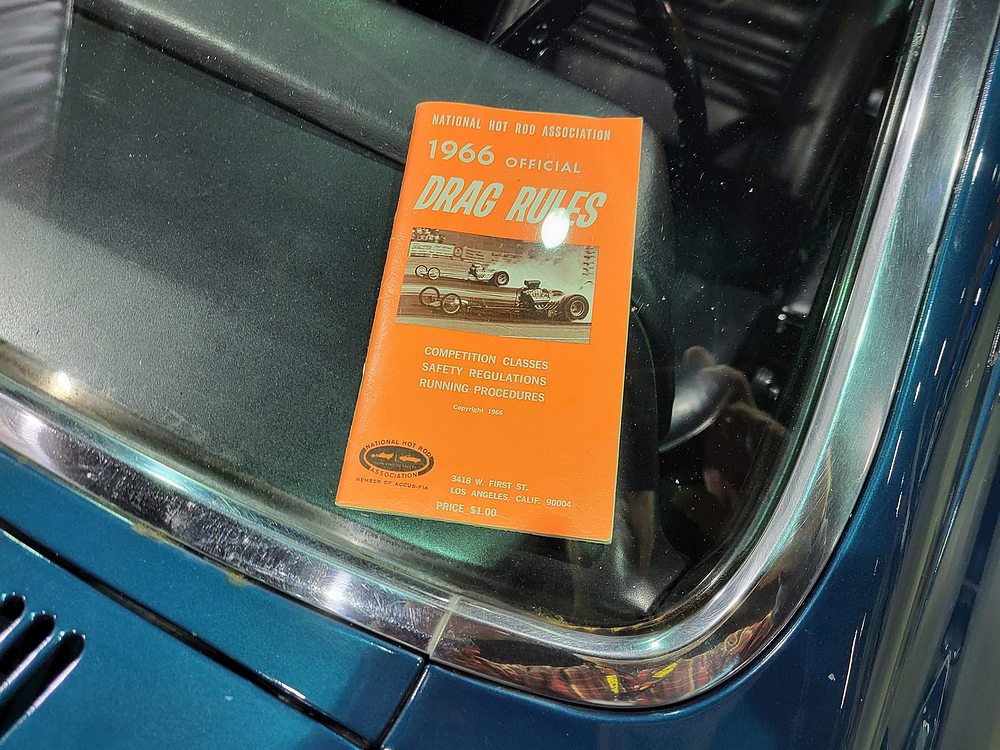 NATIONAL HOT ROD ASSOCIATION
1966 OFFICIAL
DRAG RULES
COMPETITION CLASSES
SAFETY REGULATIONS
RUNNING PROCEDURES
Copyright 1966
NATIONAL HOT ROD
ASSOCIATION
MEMBER OF ACCUS-FIA
3418 W. FIRST ST.
LOS ANGELES, CALIF. 90004
PRICE $1.00